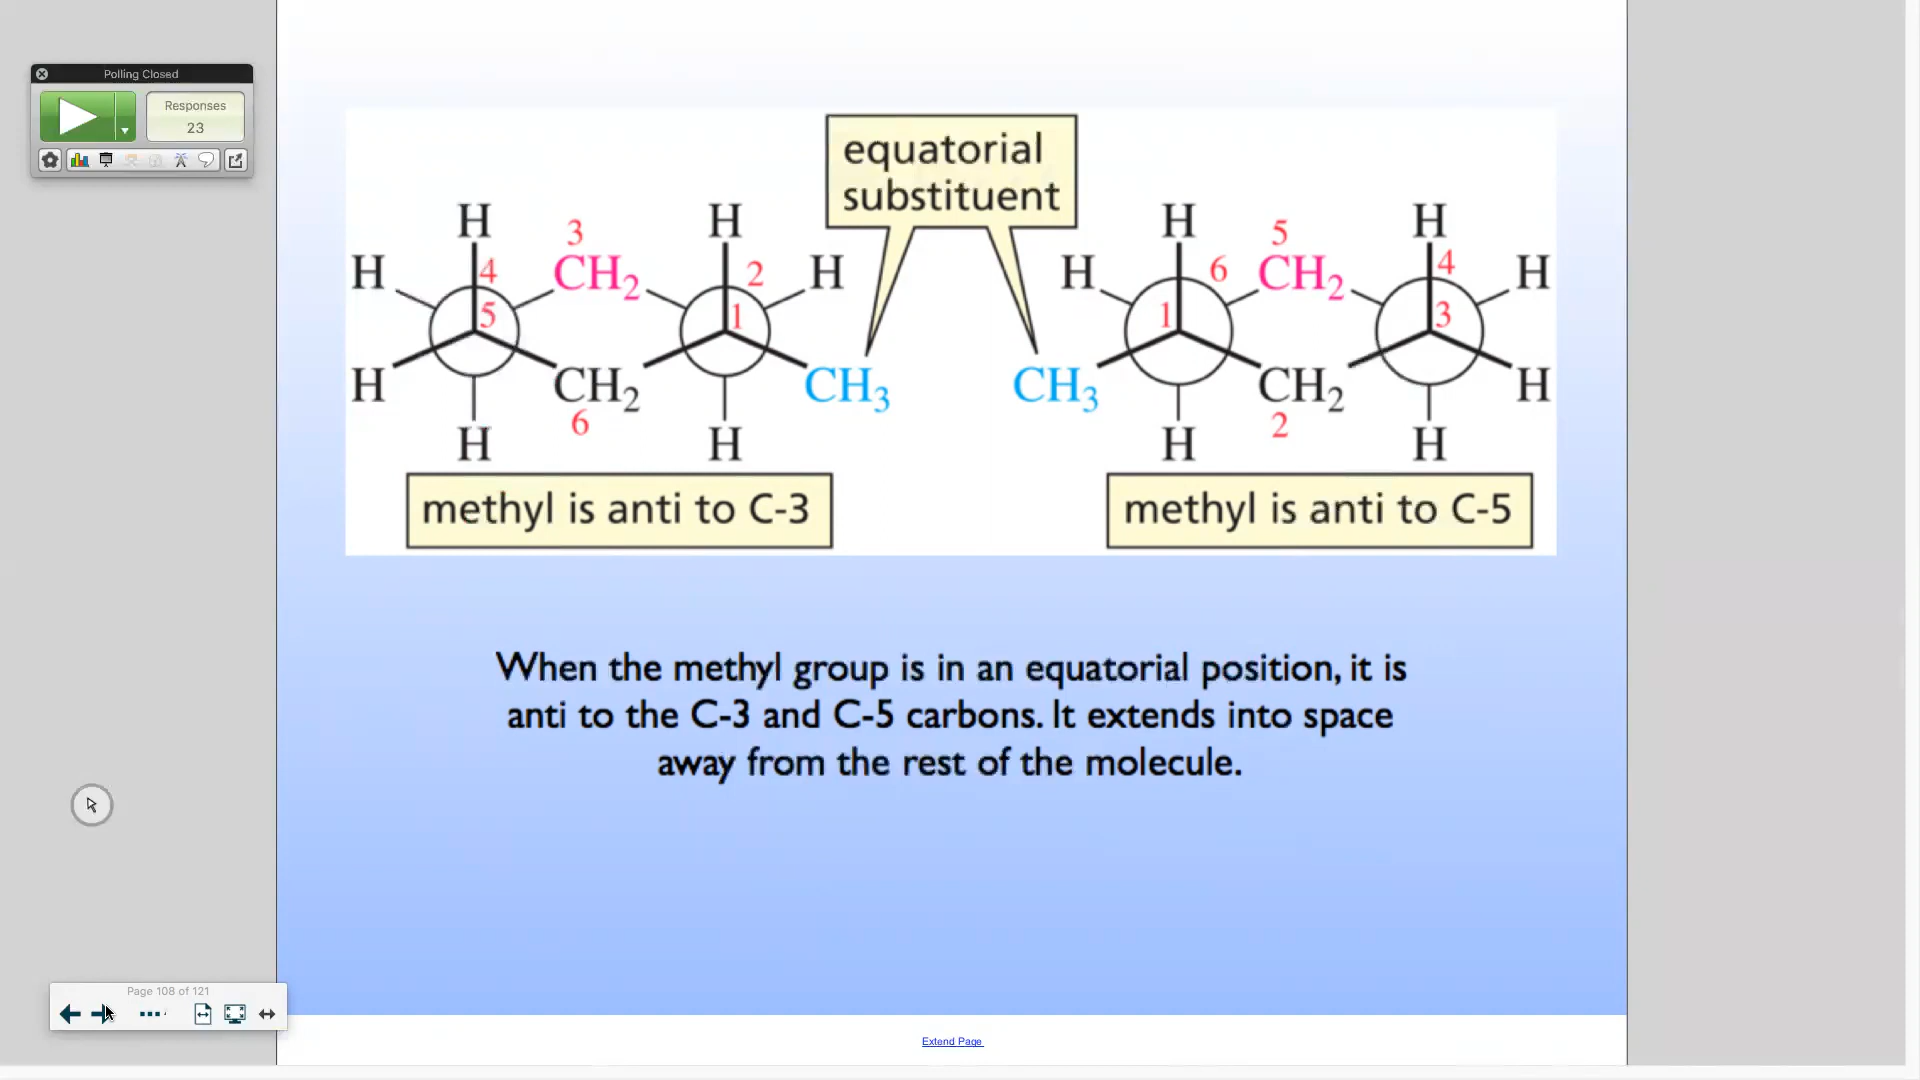 Polling Closed
Responses
23
equatorial
substituent
H 3 H H 5 H
H 4 CH2 2 H H 6 CH2 4 H
5 1 1 3
H CH2 CH3 CH3 CH2 H
H 6 H H 2 H
methyl is anti to C-3
methyl is anti to C-5
When the methyl group is in an equatorial position, it is
anti to the C-3 and C-5 carbons. It extends into space
away from the rest of the molecule.
Page 108 of 121
Extend Page